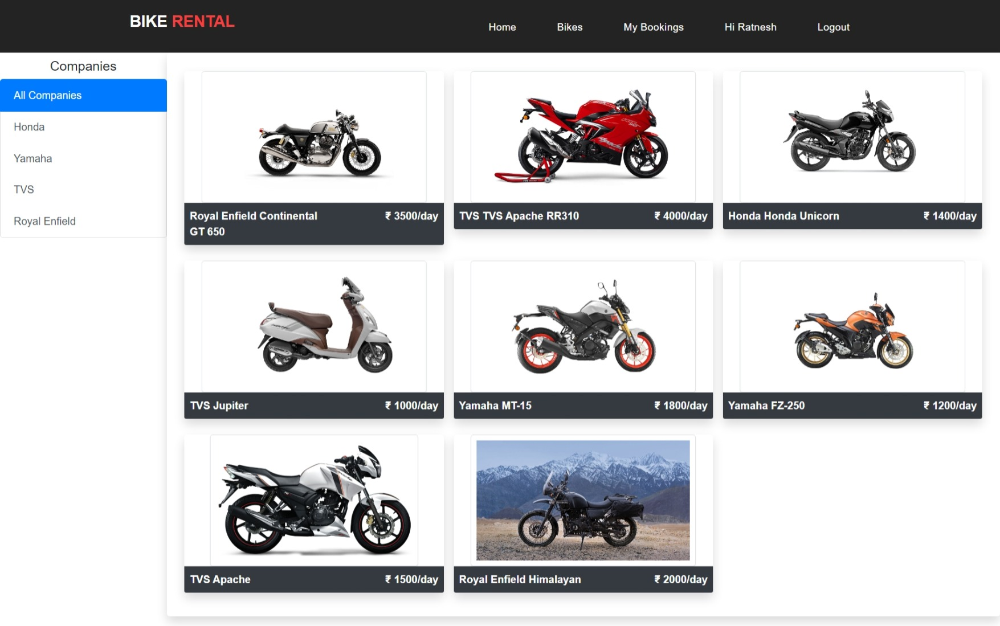 BIKE RENTAL
Home
Bikes
My Bookings
Hi Ratnesh
Logout
Companies
All Companies
Honda
Yamaha
TVS
Royal Enfield
Royal Enfield Continental
GT 650
₹ 3500/day
TVS TVS Apache RR310
₹ 4000/day
Honda Honda Unicorn
₹ 1400/day
TVS Jupiter
₹ 1000/day
Yamaha MT-15
₹ 1800/day
Yamaha FZ-250
₹ 1200/day
TVS Apache
₹ 1500/day
Royal Enfield Himalayan
₹ 2000/day